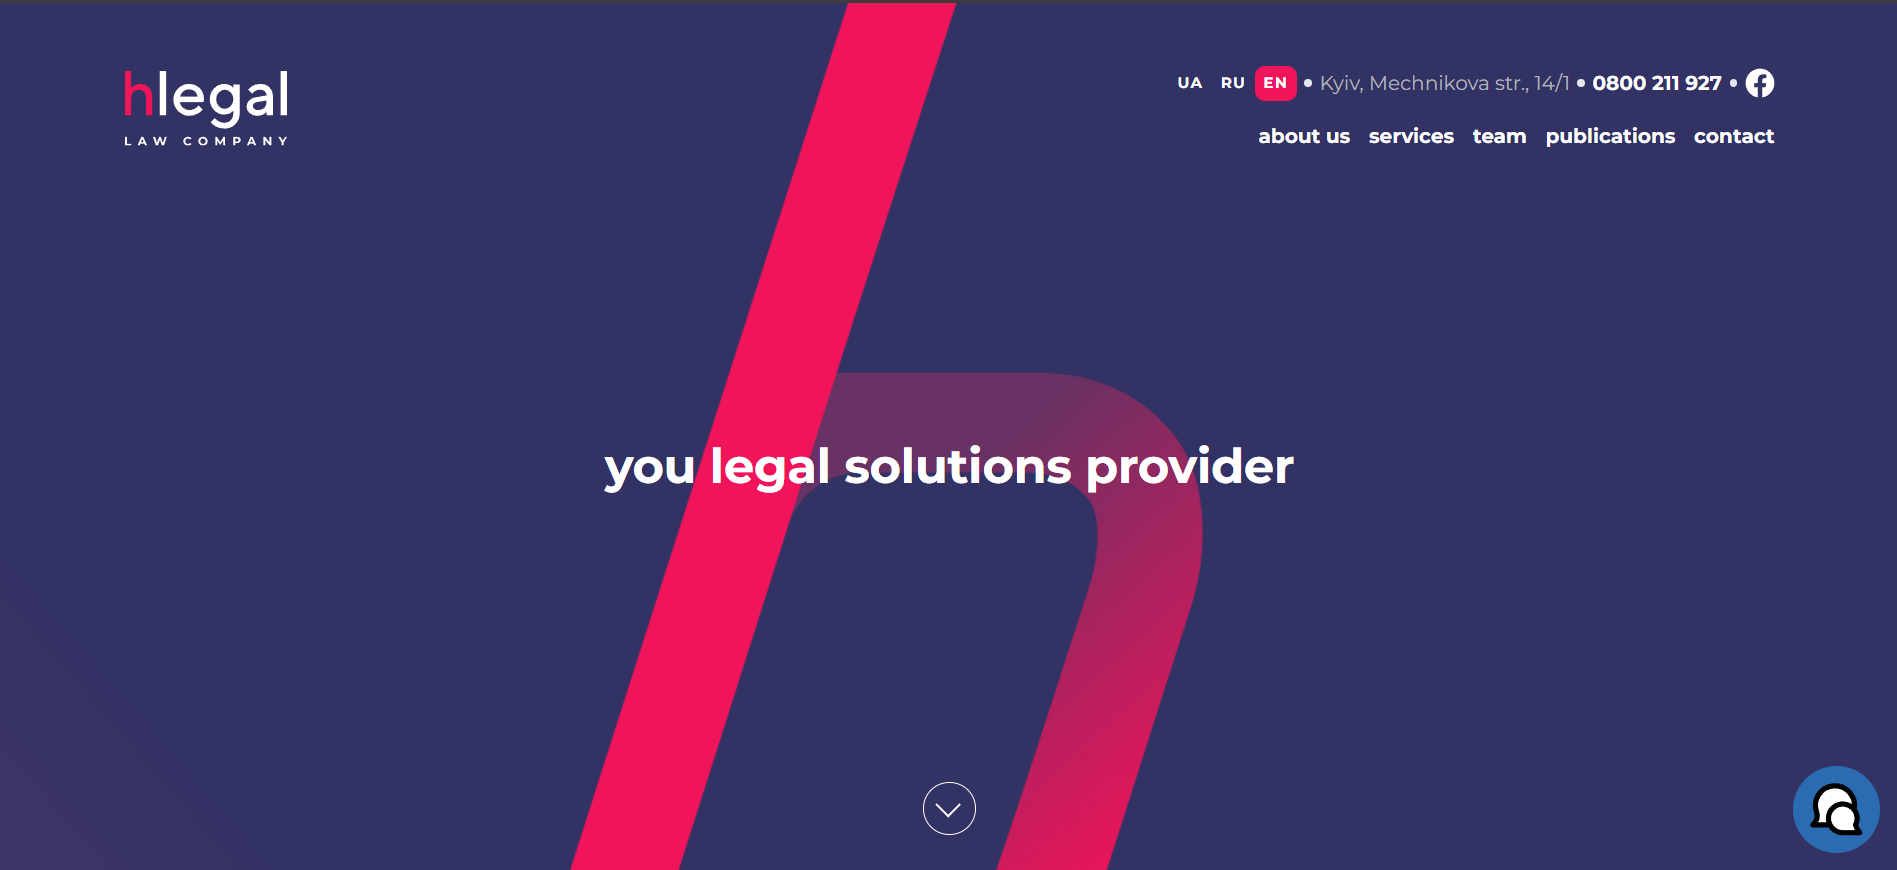 hlegal
LAW COMPANY
UA RU EN • Kyiv, Mechnikova str., 14/1 • 0800 211 927 •
about us services team publications contact
you legal solutions provider